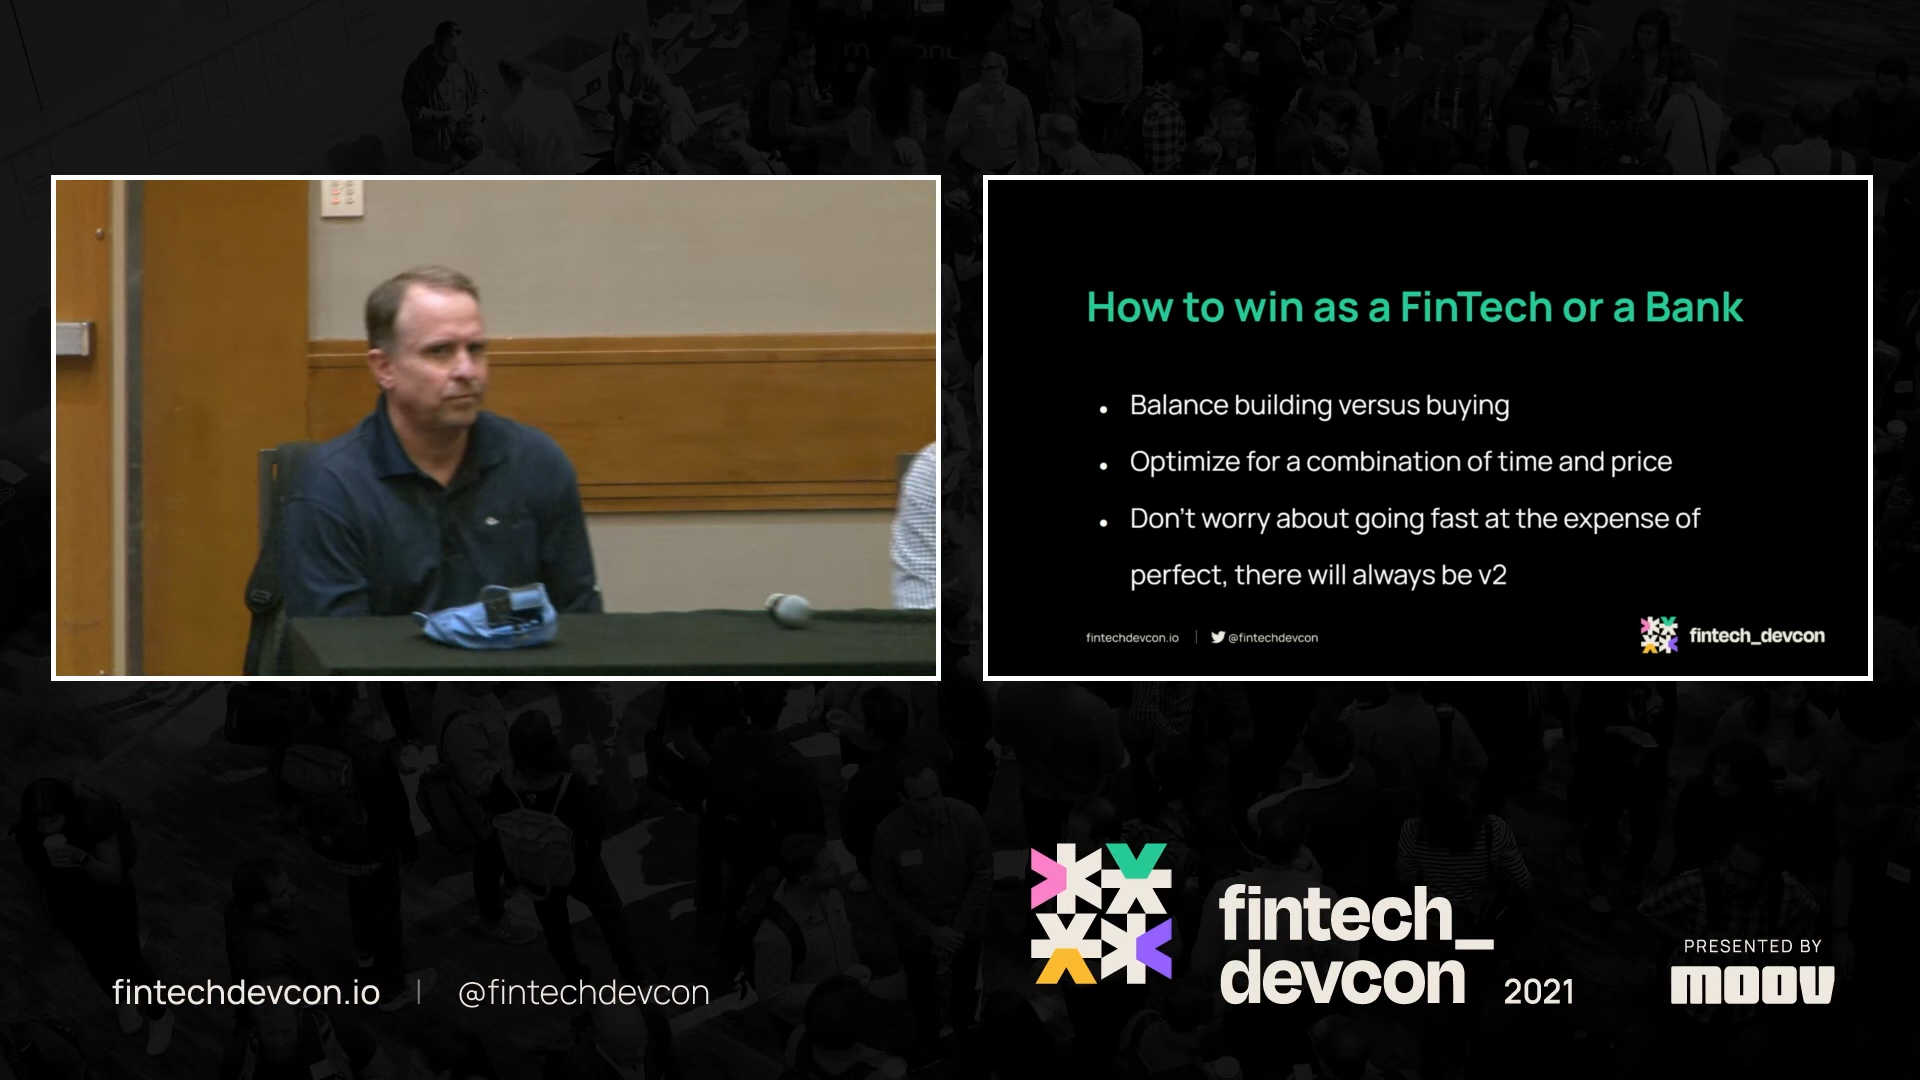 How to win as a FinTech or a Bank
Balance building versus buying
Optimize for a combination of time and price
Don't worry about going fast at the expense of
perfect, there will always be v2
fintechdevcon.io | @fintechdevcon
fintech_devcon
fintech_
devcon 2021
PRESENTED BY
moov
fintechdevcon.io | @fintechdevcon